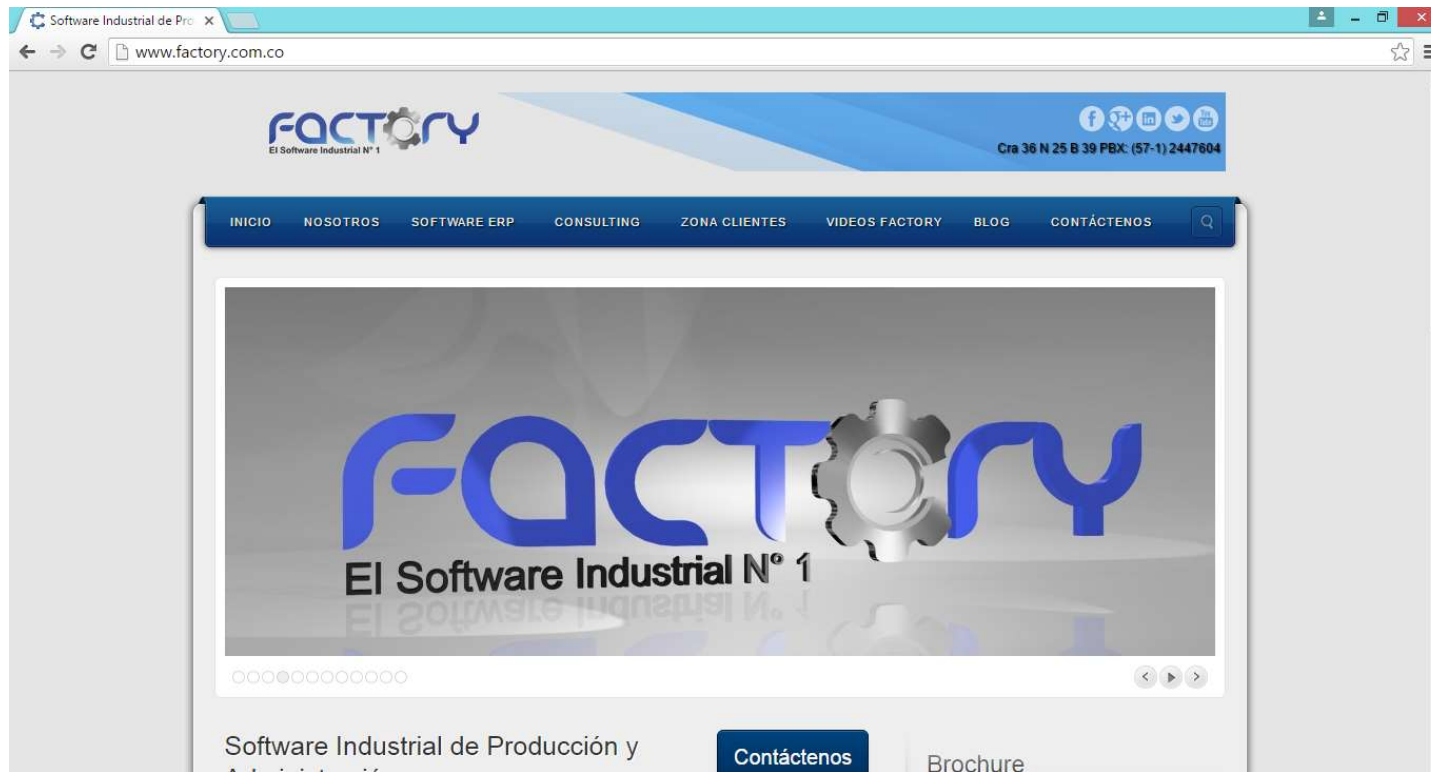 Software Industrial de Pro
www.factory.com.co
FACTORY
El Software Industrial N° 1
Cra 36 N 25 B 39 PBX: (57-1) 2447604
INICIO NOSOTROS SOFTWARE ERP CONSULTING ZONA CLIENTES VIDEOS FACTORY BLOG CONTÁCTENOS
FACTORY
El Software Industrial N° 1
Software Industrial de Producción y
Contáctenos
Brochure